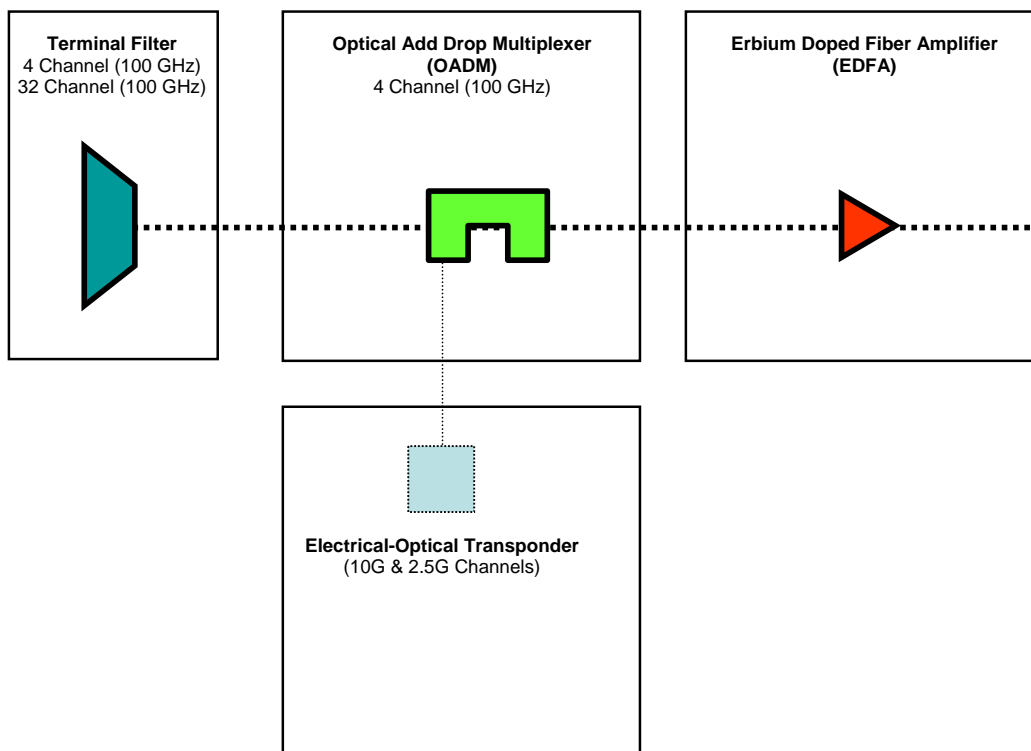 Terminal Filter
4 Channel (100 GHz)
32 Channel (100 GHz)
Optical Add Drop Multiplexer
(OADM)
4 Channel (100 GHz)
Erbium Doped Fiber Amplifier
(EDFA)
Electrical-Optical Transponder
(10G & 2.5G Channels)